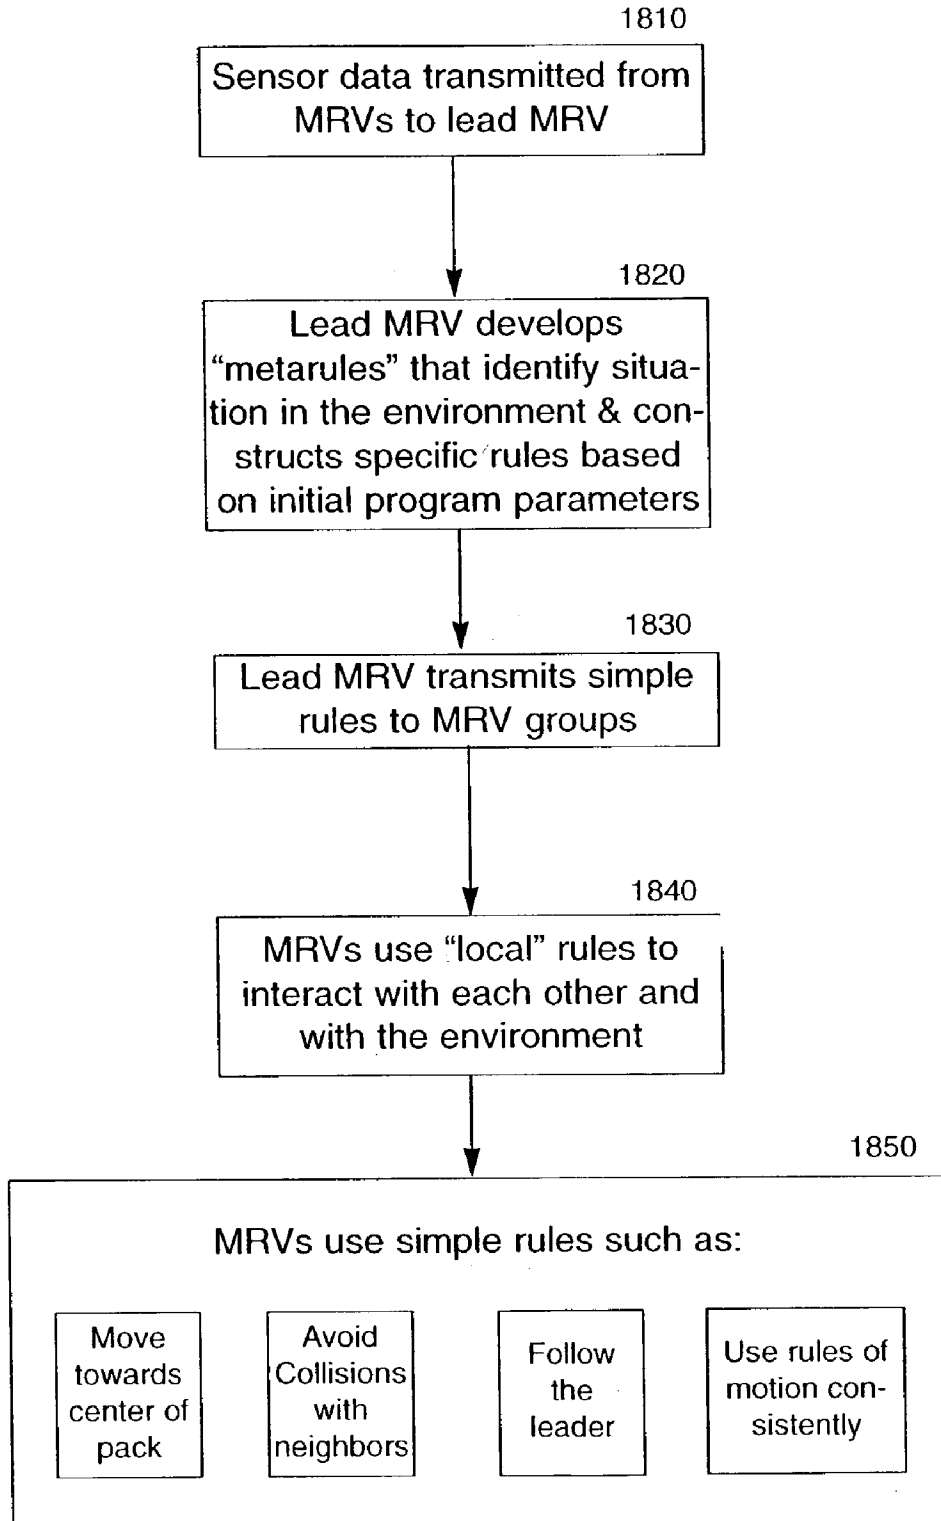 1810
Sensor data transmitted from
MRVs to lead MRV
1820
Lead MRV develops
“metarules” that identify situa-
tion in the environment & con-
structs specific rules based
on initial program parameters
1830
Lead MRV transmits simple
rules to MRV groups
1840
MRVs use “local” rules to
interact with each other and
with the environment
1850
MRVs use simple rules such as:
Move
towards
center of
pack
Avoid
Collisions
with
neighbors
Follow
the
leader
Use rules of
motion con-
sistently